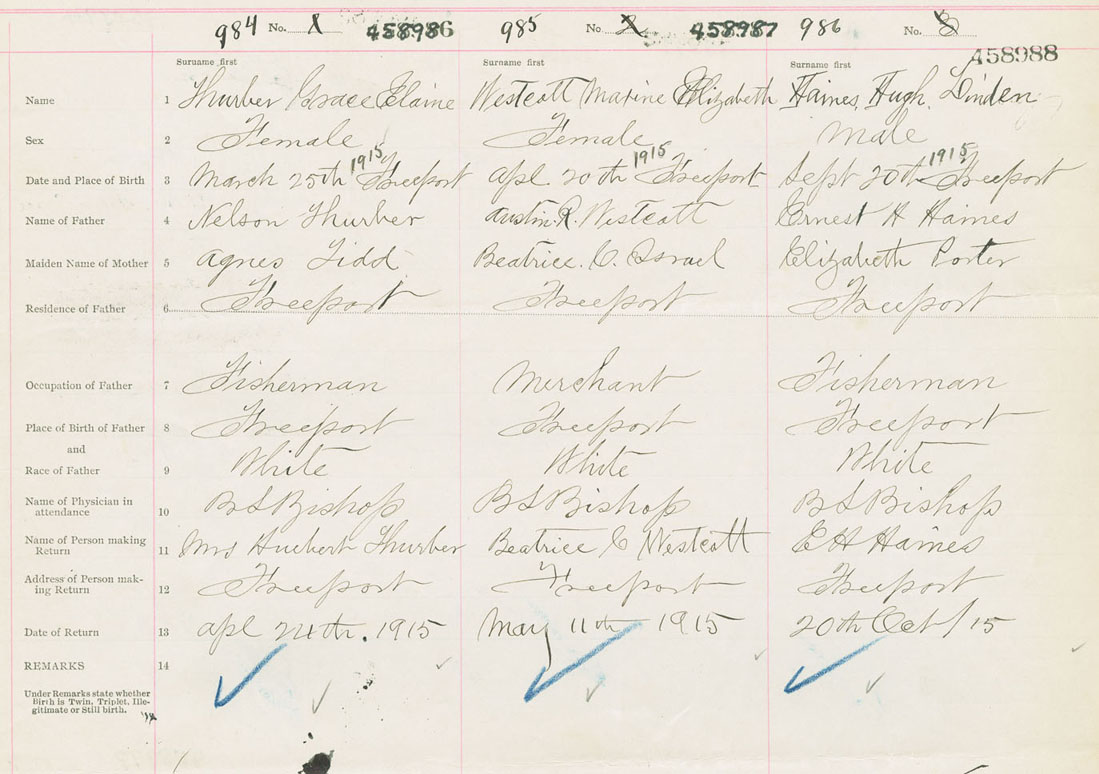 984 No. 1 458986 985 No 2 458987 986 No. 3
458988
Surname first Surname first Surname first
Name 1 Thurber Grace Elaine Westcott Marine Elizabeth Haines, Hugh. Linden
Sex 2 Female Female Male
1915 1915 1915
Date and Place of Birth 3 March 25th Freeport Apl. 20th Freeport Sept 20th Freeport
Name of Father 4 Nelson Thurber Austin. R. Westcott Ernest H Haines
Maiden Name of Mother 5 Agnes Tidd Beatrice. C. Israel Elizabeth Porter
Residence of Father 6 Freeport Freeport Freeport
Occupation of Father 7 Fisherman Merchant Fisherman
Place of Birth of Father 8 Freeport Freeport Freeport
and
Race of Father 9 White White White
Name of Physician in
attendance 10 B L Bishop B L Bishop B L Bishop
Name of Person making
Return 11 Mrs Huebert Thurber Beatrice C Westcott E H Haines
Address of Person mak-
ing Return 12 Freeport Freeport Freeport
Date of Return 13 Apl 24th. 1915 May 11th 1915 20th Oct / 15
REMARKS 14
Under Remarks state whether
Birth is Twin, Triplet, Ille-
gitimate or Still birth.